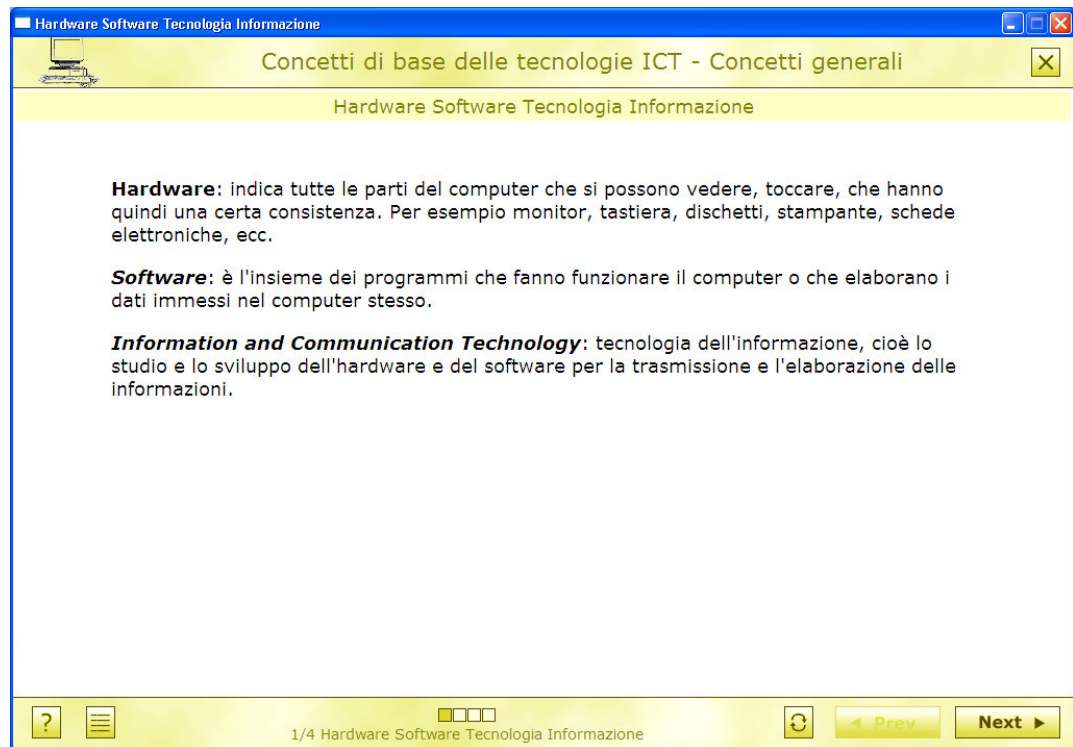 Hardware Software Tecnologia Informazione
Concetti di base delle tecnologie ICT - Concetti generali
Hardware Software Tecnologia Informazione
Hardware: indica tutte le parti del computer che si possono vedere, toccare, che hanno
quindi una certa consistenza. Per esempio monitor, tastiera, dischetti, stampante, schede
elettroniche, ecc.
Software: è l'insieme dei programmi che fanno funzionare il computer o che elaborano i
dati immessi nel computer stesso.
Information and Communication Technology: tecnologia dell'informazione, cioè lo
studio e lo sviluppo dell'hardware e del software per la trasmissione e l'elaborazione delle
informazioni.
?
1/4 Hardware Software Tecnologia Informazione
Prev
Next